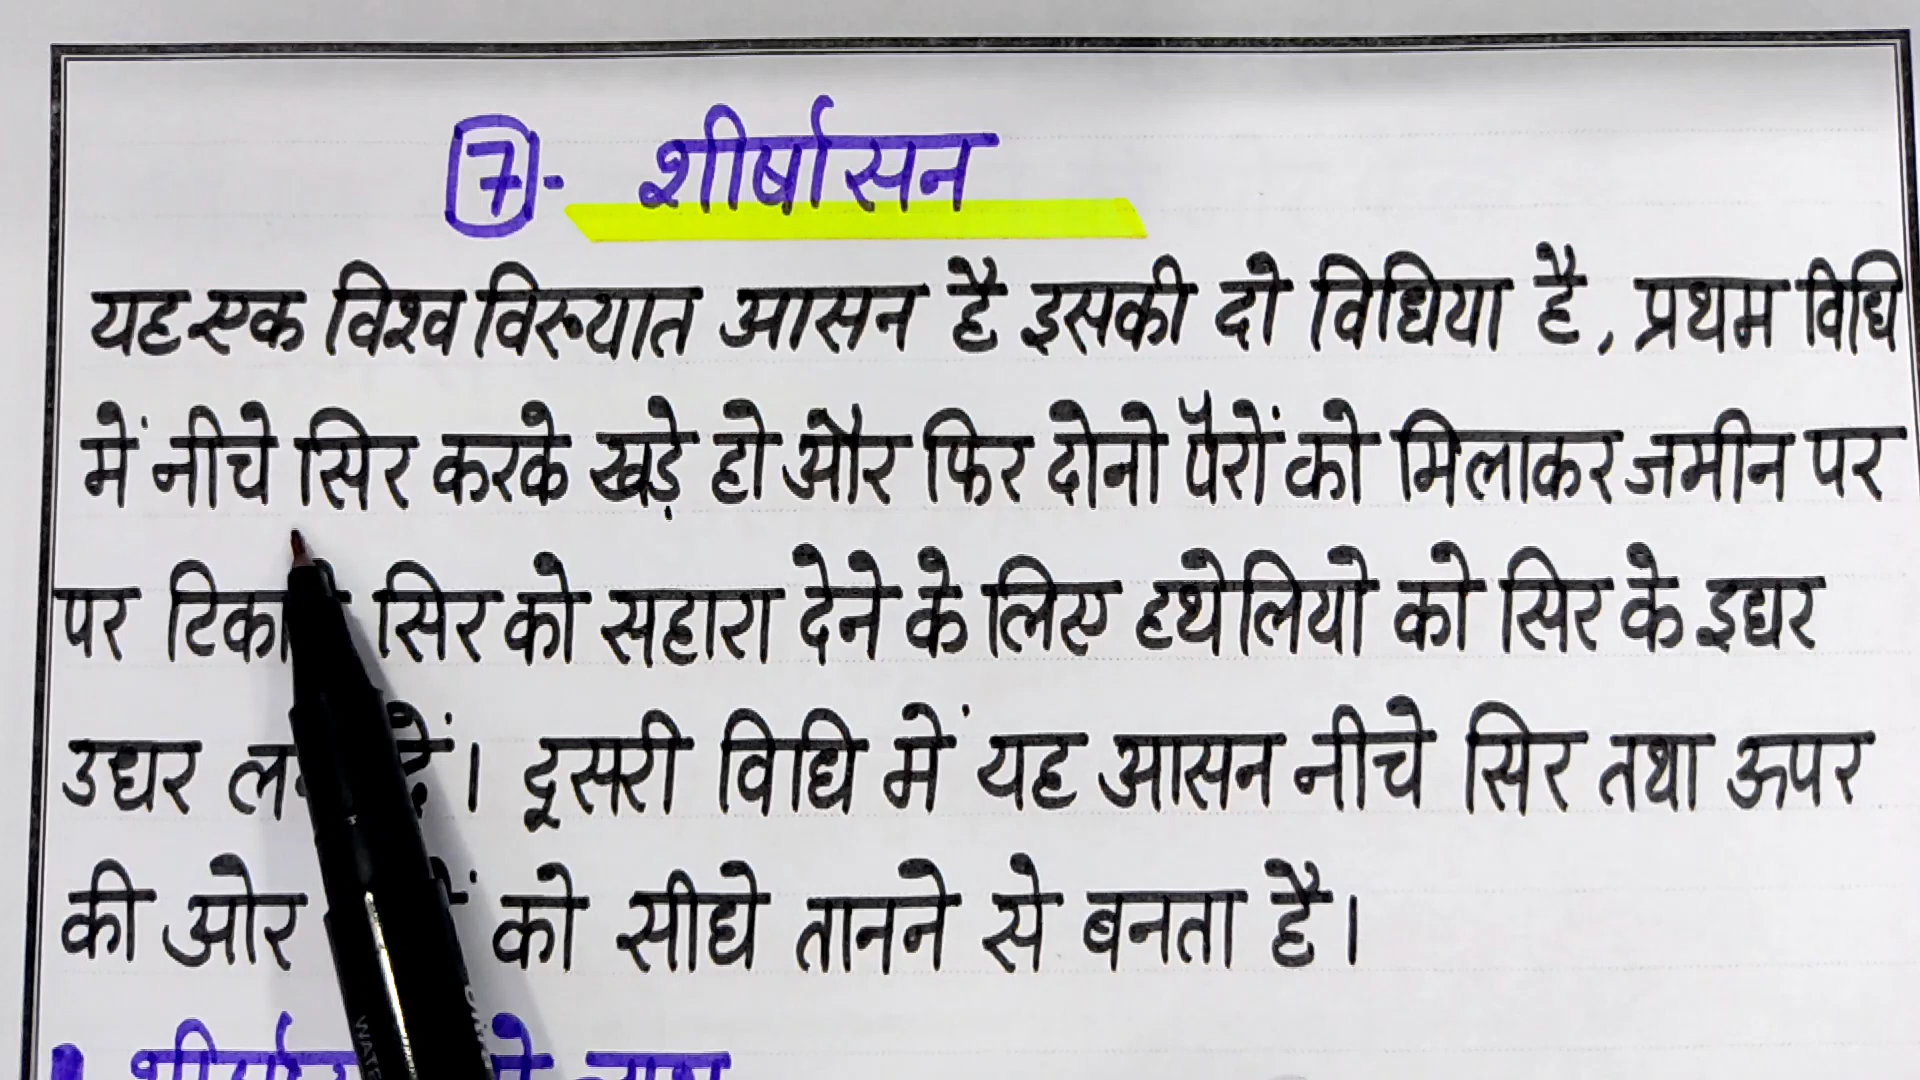 7- शीर्षासन
यह एक विश्व विख्यात आसन है इसकी दो विधिया है, प्रथम विधि
में नीचे सिर करके खड़े हो और फिर दोनो पैरों को मिलाकर जमीन पर
पर सिर को सहारा देने के लिए हथेलियो को सिर के इधर
उधर । दूसरी विधि में यह आसन नीचे सिर तथा ऊपर
की ओर को सीधे तानने से बनता है।